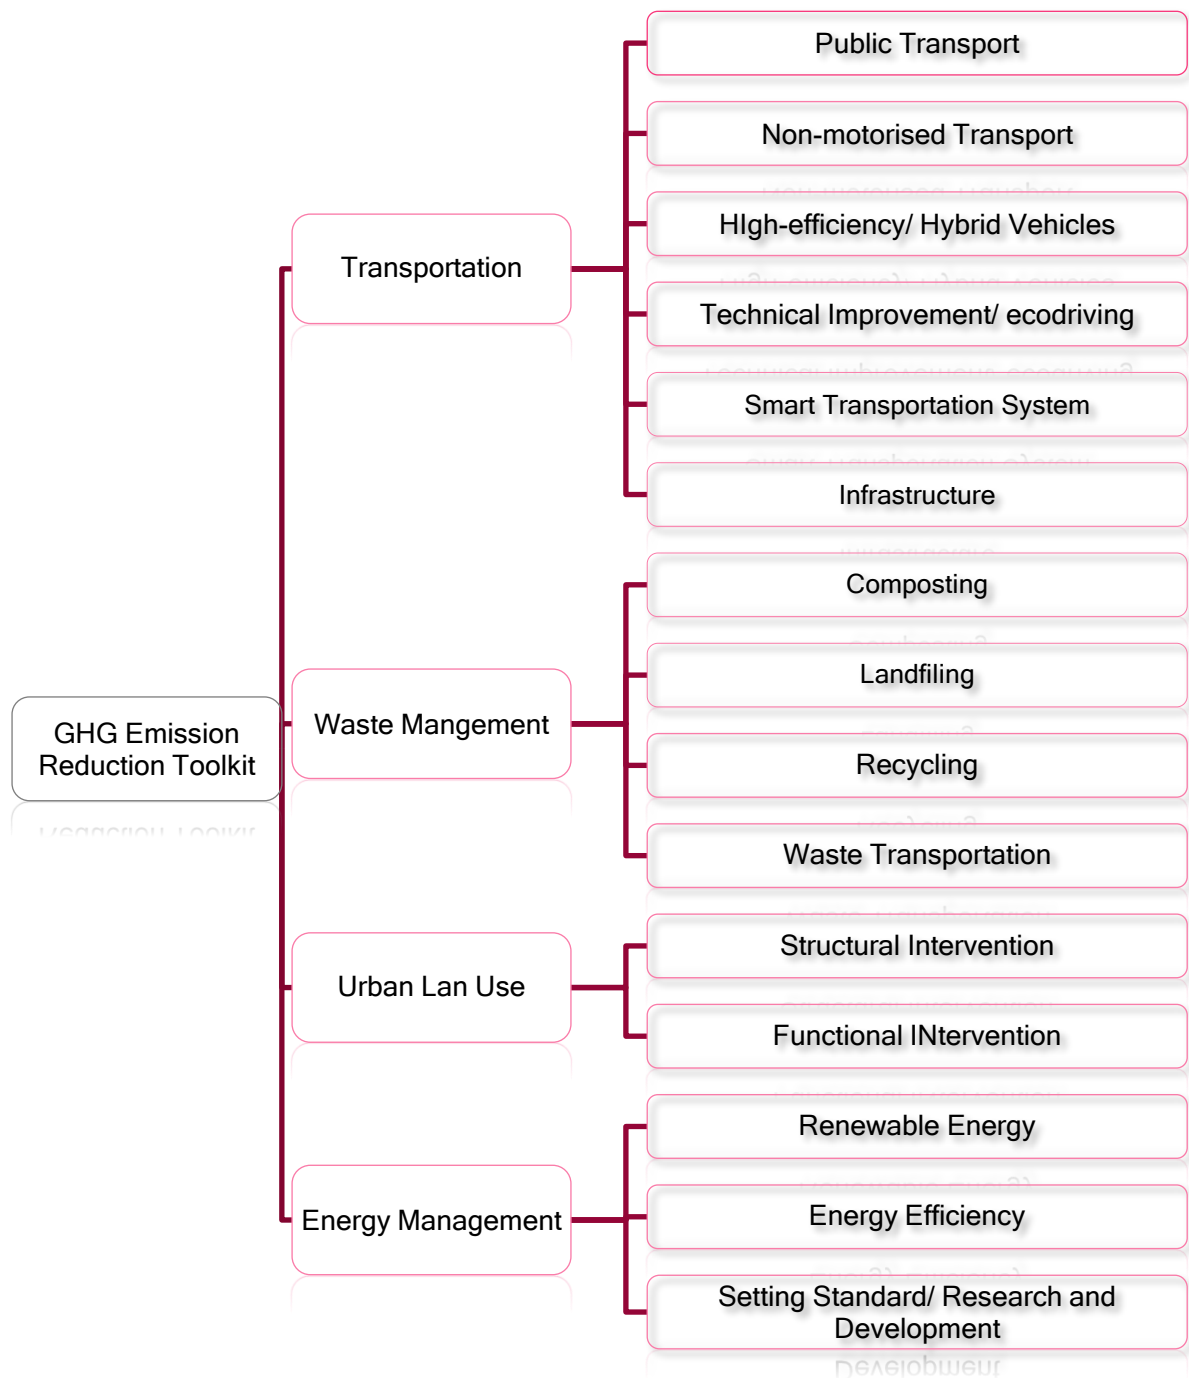 GHG Emission
Reduction Toolkit
Transportation
Public Transport
Non-motorised Transport
HIgh-efficiency/ Hybrid Vehicles
Technical Improvement/ ecodriving
Smart Transportation System
Infrastructure
Waste Mangement
Composting
Landfiling
Recycling
Waste Transportation
Urban Lan Use
Structural Intervention
Functional INtervention
Energy Management
Renewable Energy
Energy Efficiency
Setting Standard/ Research and
Development